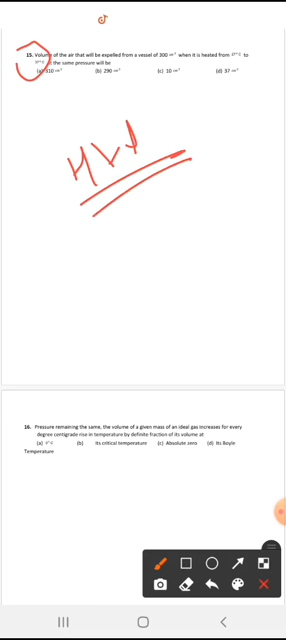 15. Volume of the air that will be expelled from a vessel of 300 cm³ when it is heated from 27°C to
37°C at the same pressure will be
(a) 310 cm³ (b) 290 cm³ (c) 10 cm³ (d) 37 cm³
16. Pressure remaining the same, the volume of a given mass of an ideal gas increases for every
degree centigrade rise in temperature by definite fraction of its volume at
(a) 0°C (b) Its critical temperature (c) Absolute zero (d) Its Boyle
Temperature